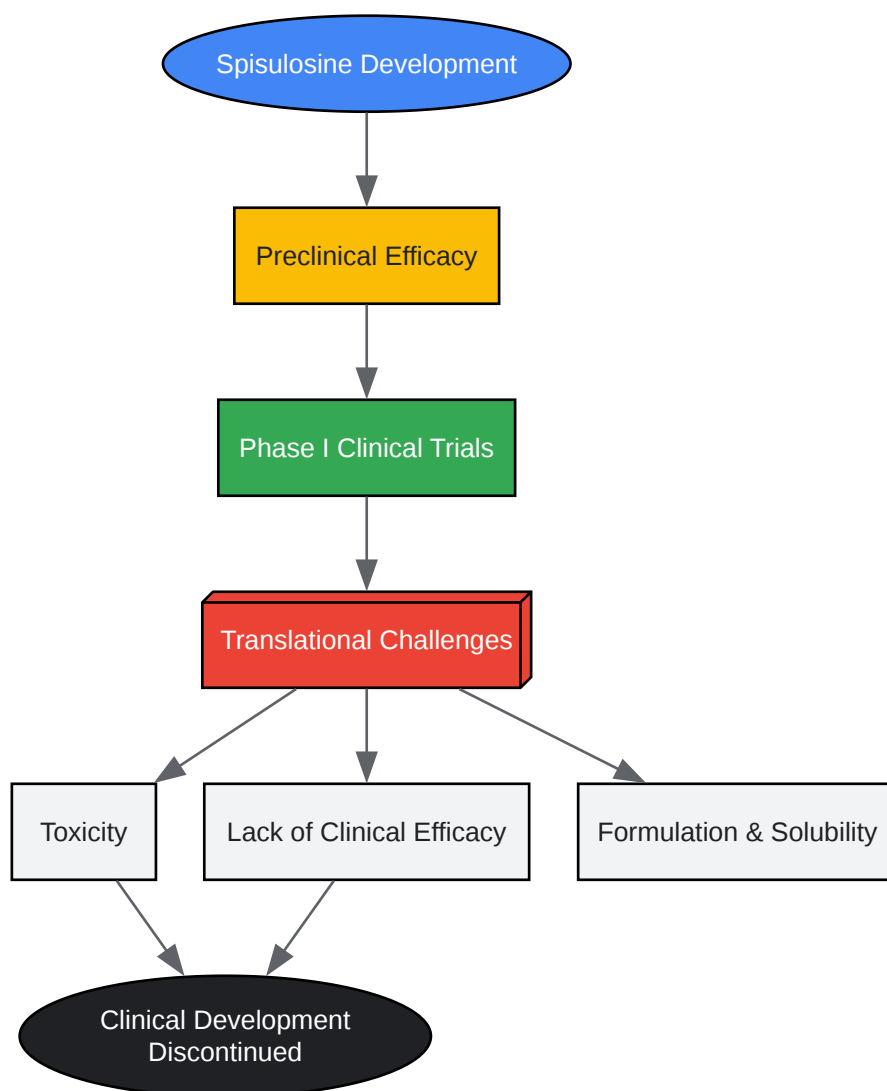 Spisulosine Development
Preclinical Efficacy
Phase I Clinical Trials
Translational Challenges
Toxicity
Lack of Clinical Efficacy
Formulation & Solubility
Clinical Development
Discontinued